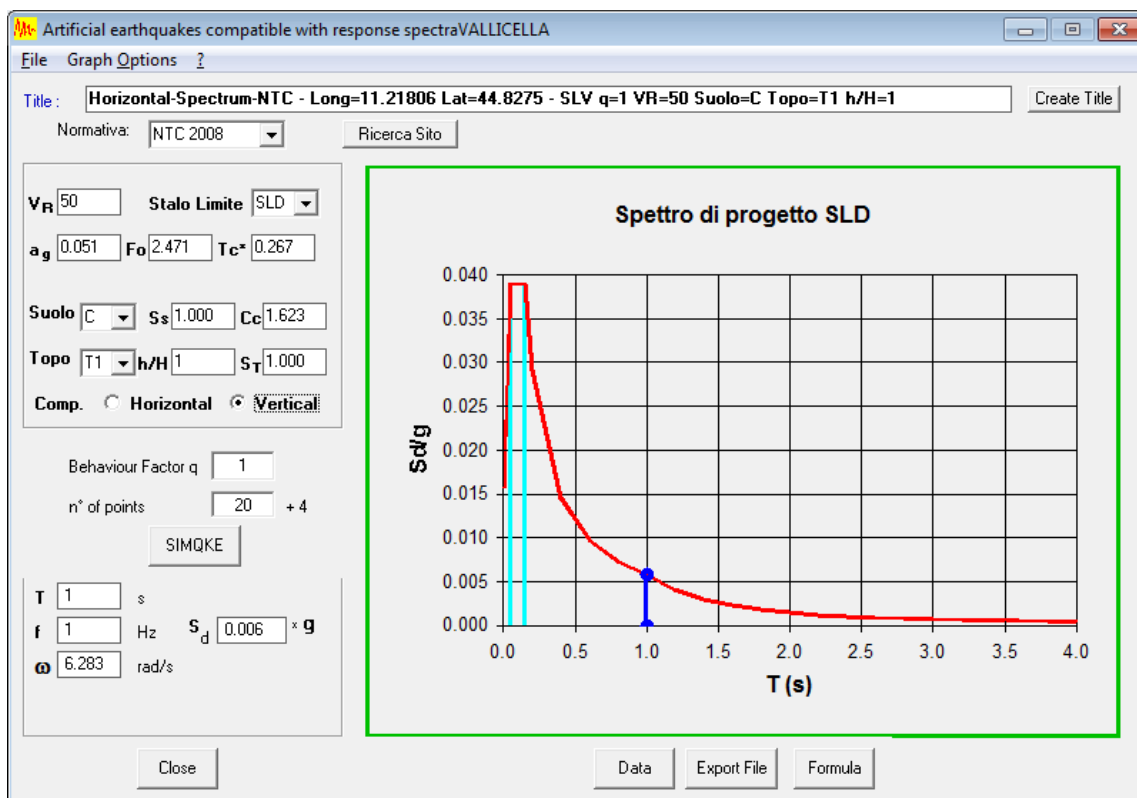 Artificial earthquakes compatible with response spectraVALLICELLA
File Graph Options ?
Title : Horizontal-Spectrum-NTC - Long=11.21806 Lat=44.8275 - SLV q=1 VR=50 Suolo=C Topo=T1 h/H=1 Create Title
Normativa: NTC 2008 Ricerca Sito
VR 50 Stalo Limite SLD
ag 0.051 Fo 2.471 Tc* 0.267
Suolo C Ss 1.000 Cc 1.623
Topo T1 h/H 1 ST 1.000
Comp. Horizontal Vertical
Behaviour Factor q 1
n° of points 20 + 4
SIMQKE
T 1 s
f 1 Hz Sd 0.006 × g
ω 6.283 rad/s
Spettro di progetto SLD
Sd/g
0.040
0.035
0.030
0.025
0.020
0.015
0.010
0.005
0.000
0.0 0.5 1.0 1.5 2.0 2.5 3.0 3.5 4.0
T (s)
Close Data Export File Formula